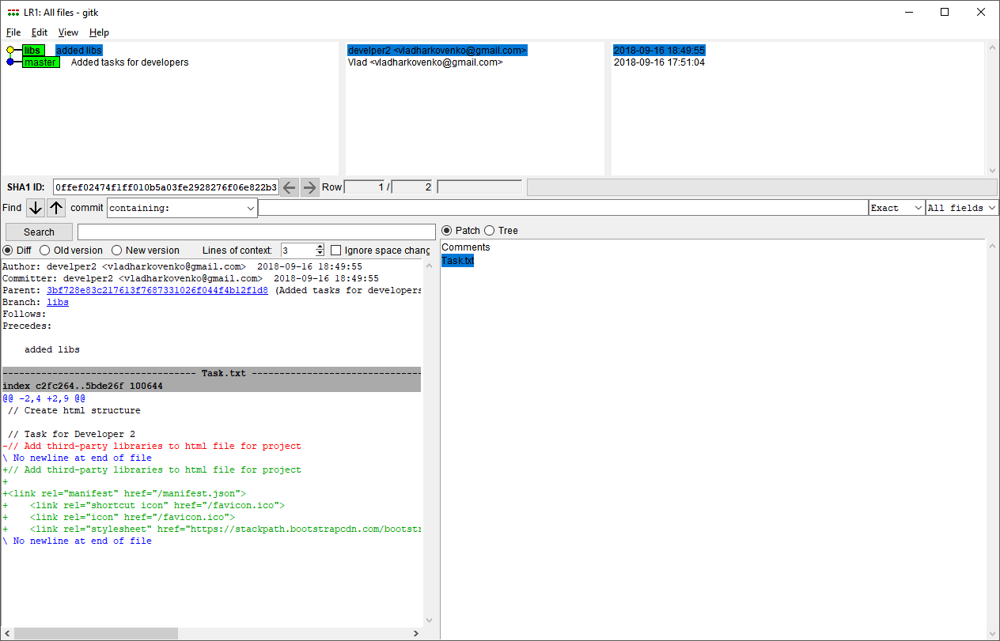 LR1: All files - gitk
File Edit View Help
libs added libs develper2 <vladharkovenko@gmail.com> 2018-09-16 18:49:55
master Added tasks for developers Vlad <vladharkovenko@gmail.com> 2018-09-16 17:51:04
SHA1 ID: 0ffef02474f1ff010b5a03fe2928276f06e822b3 Row 1 / 2
Find commit containing: Exact All fields
Search Patch Tree
Diff Old version New version Lines of context: 3 Ignore space chang
Comments
Task.txt
Author: develper2 <vladharkovenko@gmail.com> 2018-09-16 18:49:55
Committer: develper2 <vladharkovenko@gmail.com> 2018-09-16 18:49:55
Parent: 3bf728e83c217613f7687331026f044f4b12f1d8 (Added tasks for developers
Branch: libs
Follows:
Precedes:
added libs
----------------------------------- Task.txt -------------------------------
index c2fc264..5bde26f 100644
@@ -2,4 +2,9 @@
// Create html structure
// Task for Developer 2
-// Add third-party libraries to html file for project
\ No newline at end of file
+// Add third-party libraries to html file for project
+
+<link rel="manifest" href="/manifest.json">
+    <link rel="shortcut icon" href="/favicon.ico">
+    <link rel="icon" href="/favicon.ico">
+    <link rel="stylesheet" href="https://stackpath.bootstrapcdn.com/bootst
\ No newline at end of file